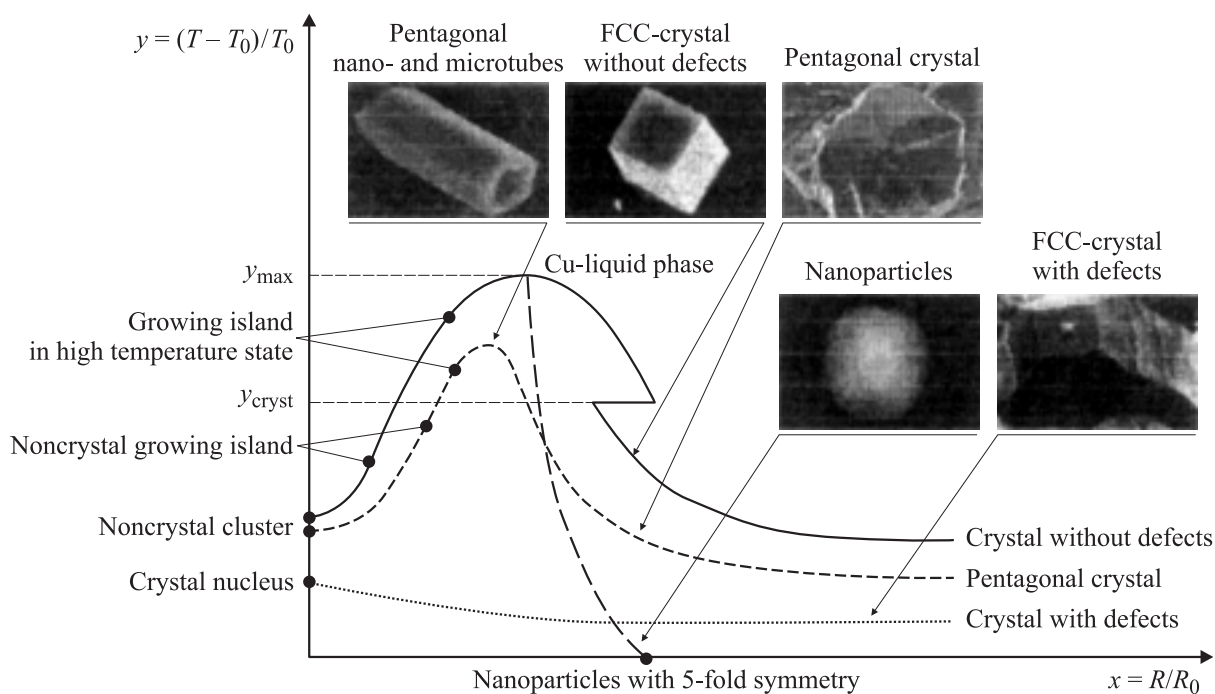 y = (T – T₀)/T₀
Pentagonal
nano- and microtubes
FCC-crystal
without defects
Pentagonal crystal
FCC-crystal
with defects
Nanoparticles
y_max
Cu-liquid phase
Growing island
in high temperature state
y_cryst
Noncrystal growing island
Noncrystal cluster
Crystal nucleus
Crystal without defects
Pentagonal crystal
Crystal with defects
Nanoparticles with 5-fold symmetry
x = R/R₀